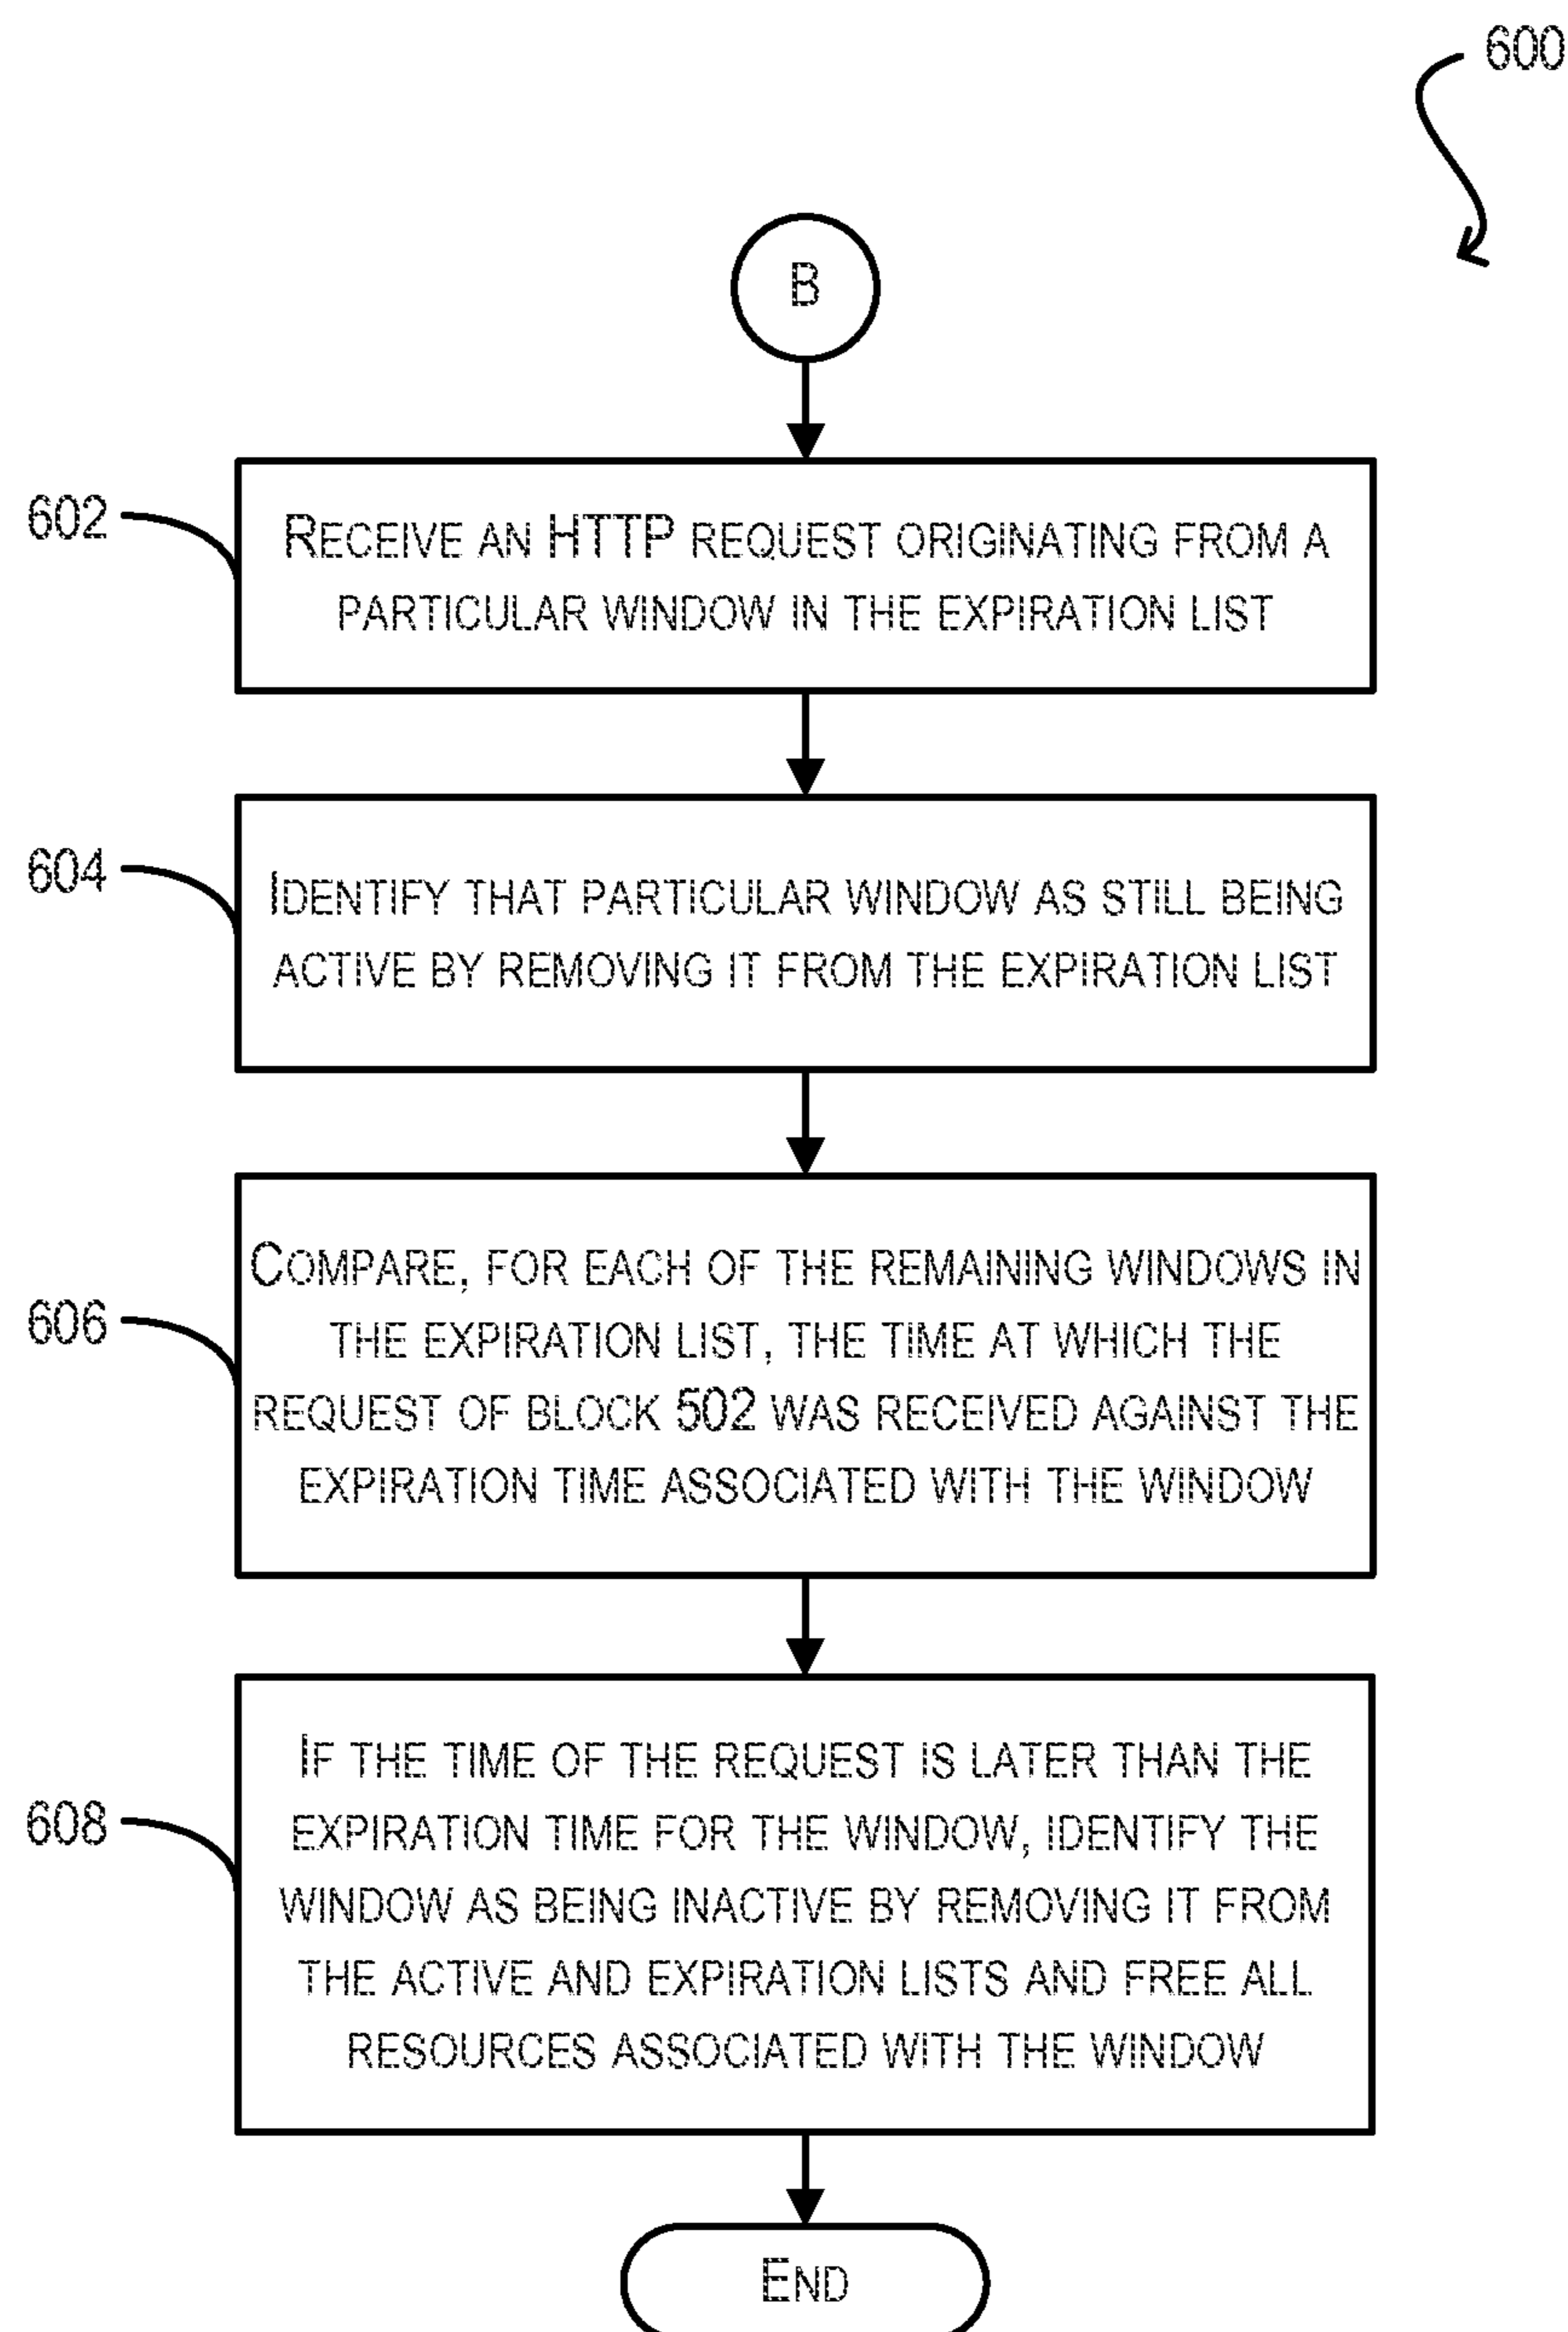 600
B
602
RECEIVE AN HTTP REQUEST ORIGINATING FROM A
PARTICULAR WINDOW IN THE EXPIRATION LIST
604
IDENTIFY THAT PARTICULAR WINDOW AS STILL BEING
ACTIVE BY REMOVING IT FROM THE EXPIRATION LIST
606
COMPARE, FOR EACH OF THE REMAINING WINDOWS IN
THE EXPIRATION LIST, THE TIME AT WHICH THE
REQUEST OF BLOCK 502 WAS RECEIVED AGAINST THE
EXPIRATION TIME ASSOCIATED WITH THE WINDOW
608
IF THE TIME OF THE REQUEST IS LATER THAN THE
EXPIRATION TIME FOR THE WINDOW, IDENTIFY THE
WINDOW AS BEING INACTIVE BY REMOVING IT FROM
THE ACTIVE AND EXPIRATION LISTS AND FREE ALL
RESOURCES ASSOCIATED WITH THE WINDOW
END